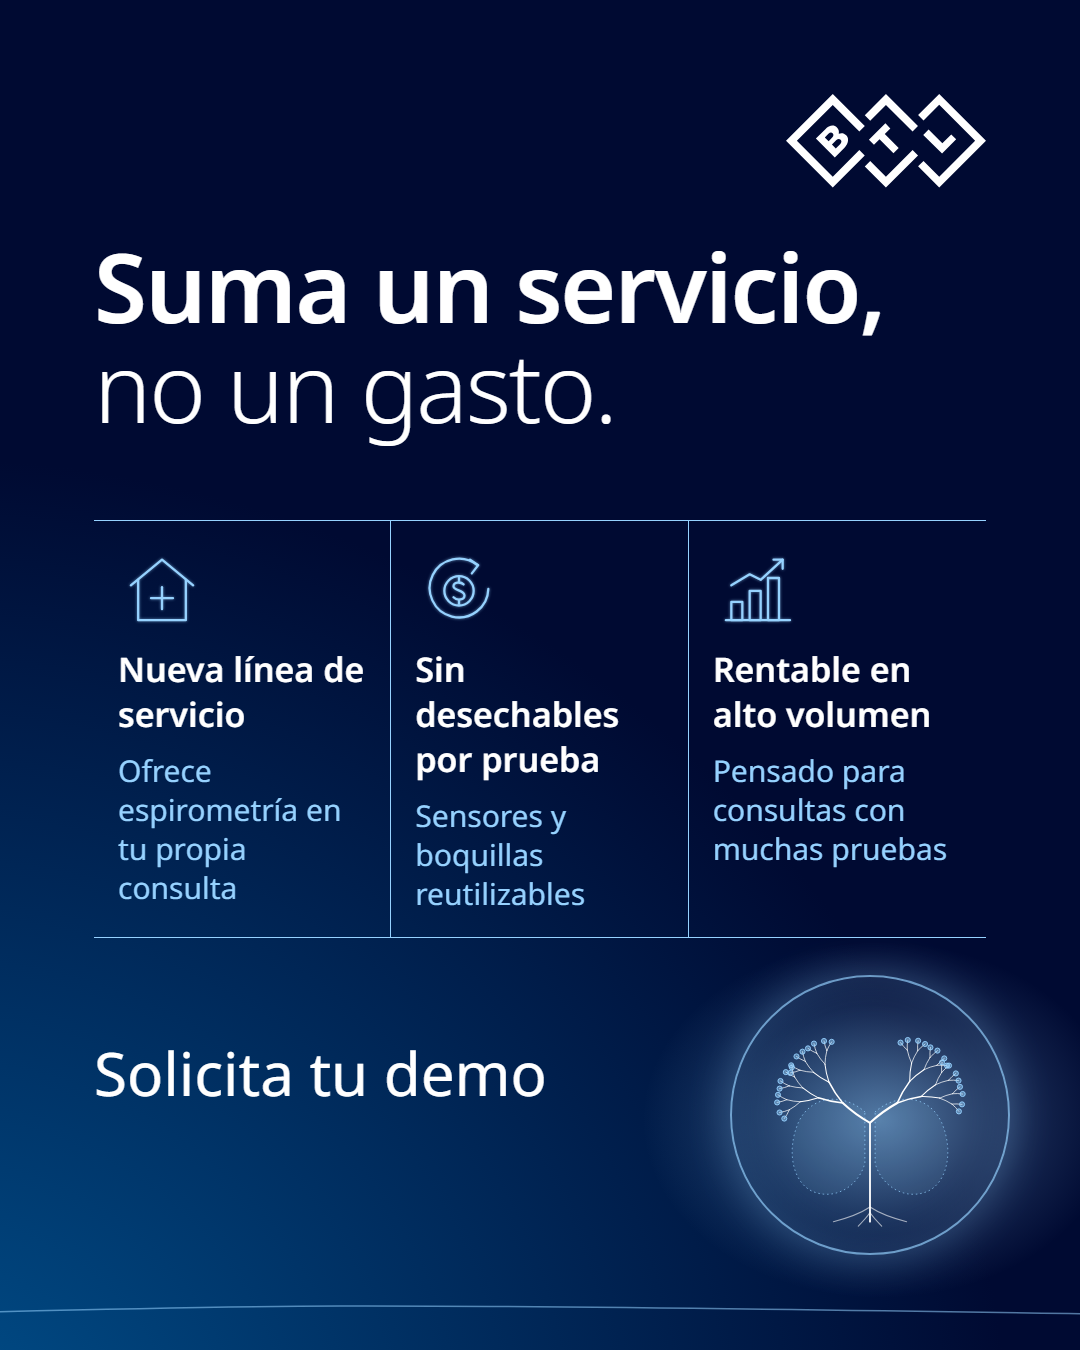 BTL
Suma un servicio,
no un gasto.
Nueva línea de
servicio
Ofrece
espirometría en
tu propia
consulta
Sin
desechables
por prueba
Sensores y
boquillas
reutilizables
Rentable en
alto volumen
Pensado para
consultas con
muchas pruebas
Solicita tu demo